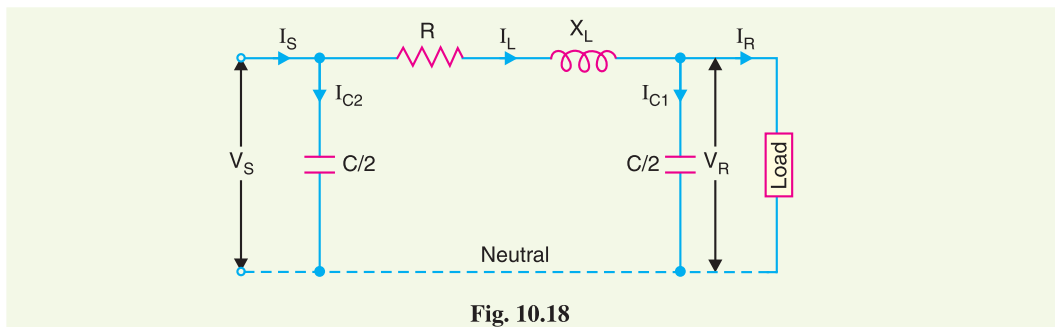 I_S R I_L X_L I_R
I_C2 I_C1
V_S C/2 C/2 V_R Load
Neutral
Fig. 10.18